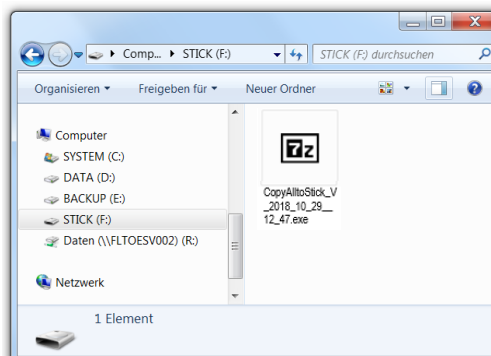 Comp... STICK (F:) STICK (F:) durchsuchen
Organisieren Freigeben für Neuer Ordner
Computer
SYSTEM (C:)
DATA (D:)
BACKUP (E:)
STICK (F:)
Daten (\\FLTOESV002) (R:)
Netzwerk
7z
CopyAlltoStick_V
_2018_10_29__
12_47.exe
1 Element